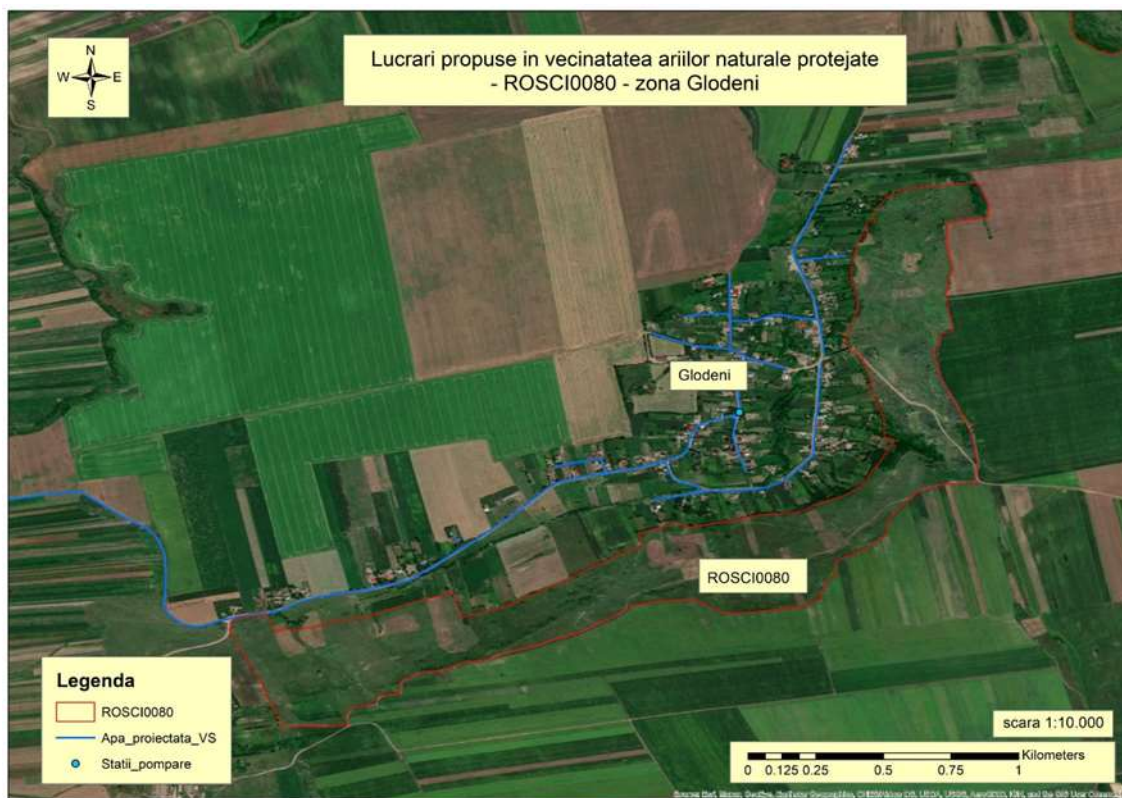 N
W E
S
Lucrari propuse in vecinatatea ariilor naturale protejate
- ROSCI0080 - zona Glodeni
Glodeni
ROSCI0080
Legenda
ROSCI0080
Apa_proiectata_VS
Statii_pompare
scara 1:10.000
Kilometers
0 0.125 0.25 0.5 0.75 1